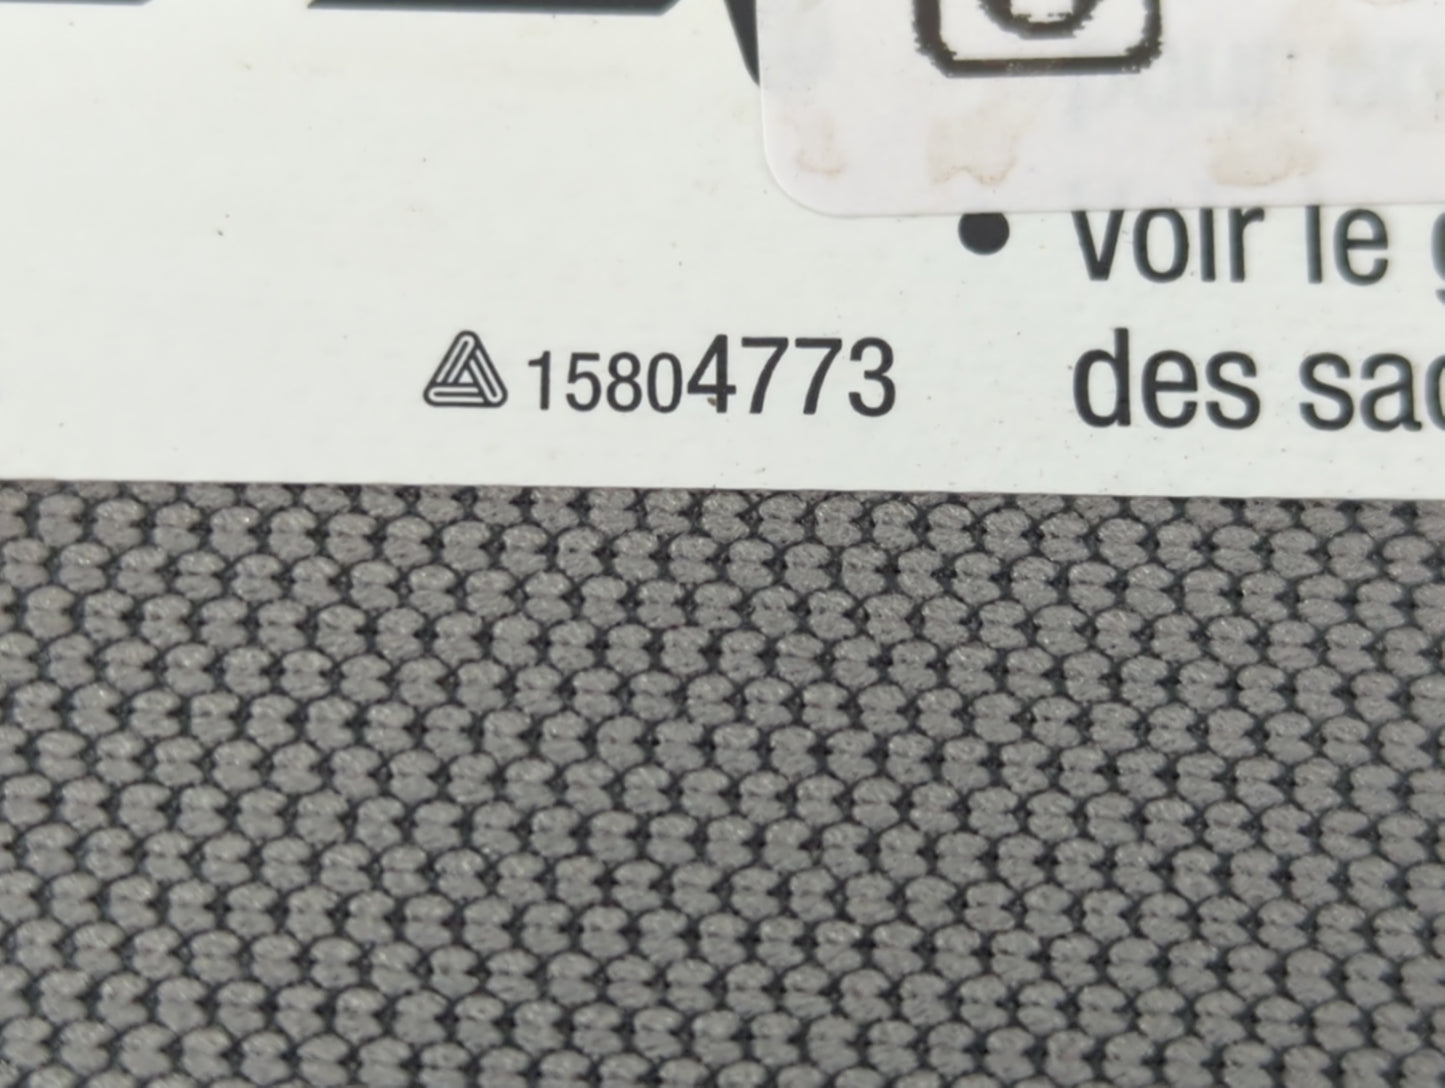 • voir le
15804773
des sac